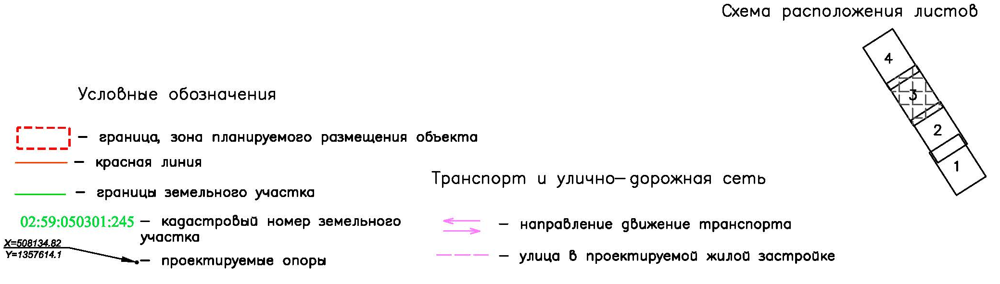 Схема расположения листов
4
3
2
1
Условные обозначения
– граница, зона планируемого размещения объекта
– красная линия
– границы земельного участка
02:59:050301:245 – кадастровый номер земельного
участка
X=508134.82
Y=1357614.1
– проектируемые опоры
Транспорт и улично–дорожная сеть
– направление движение транспорта
– улица в проектируемой жилой застройке